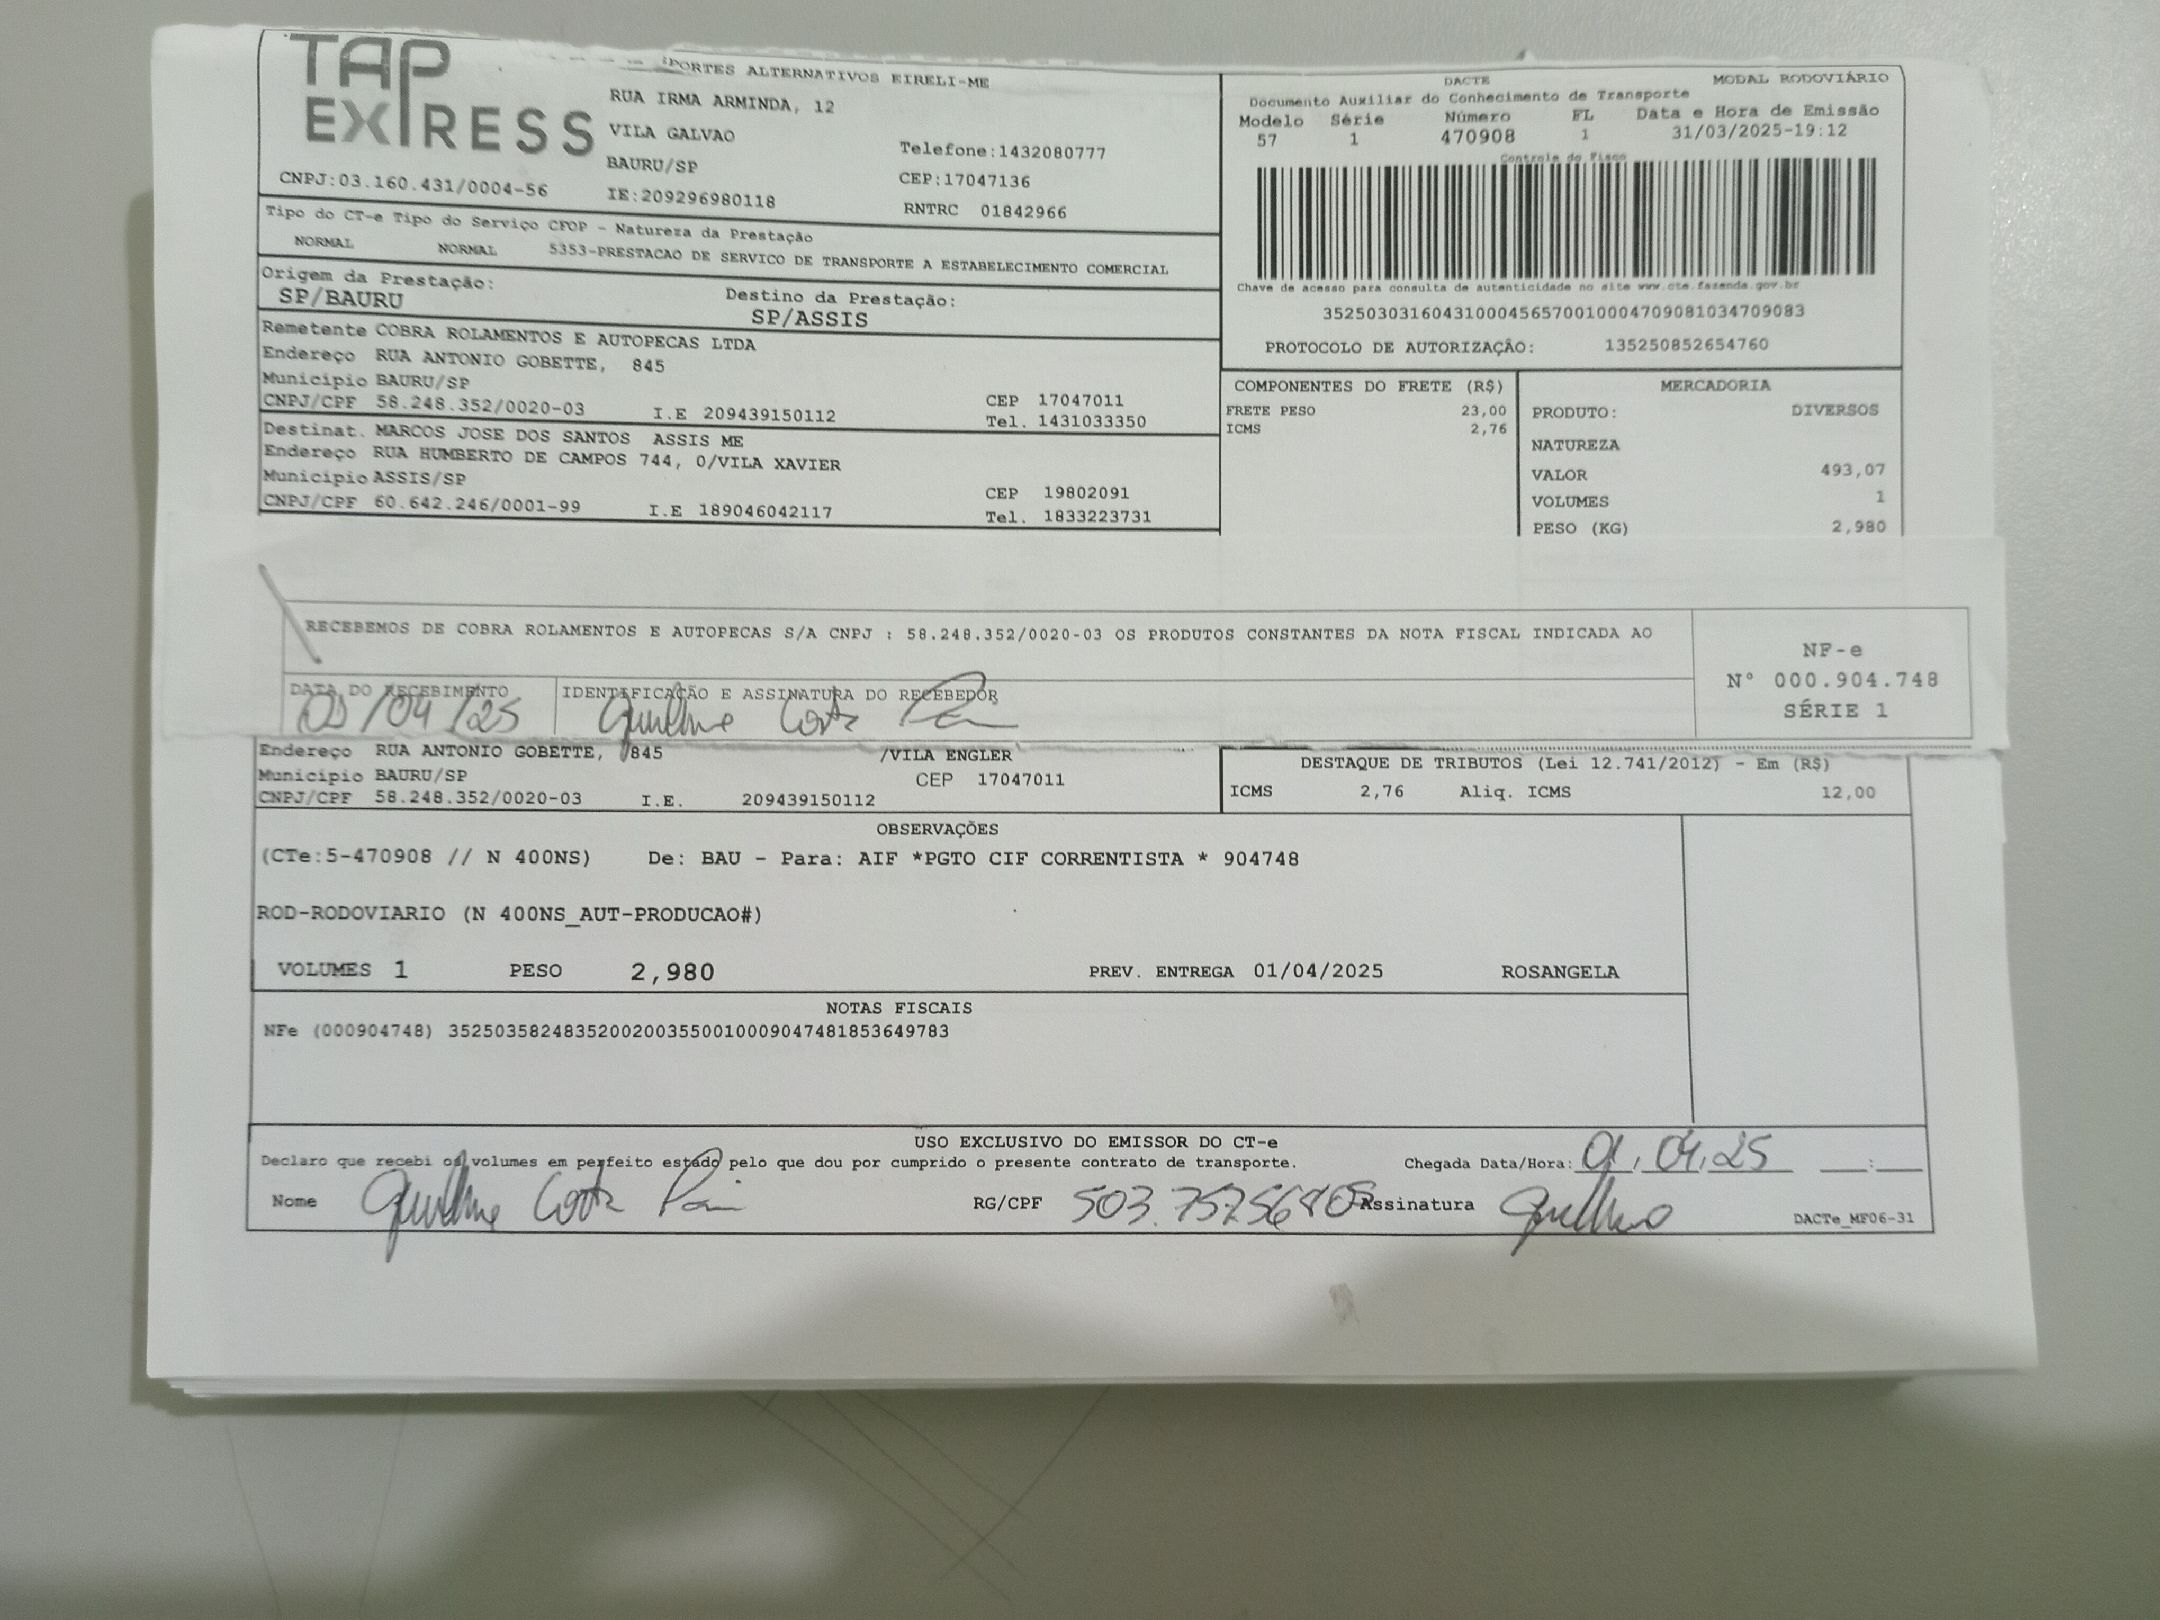 TAP EXPRESS
PORTES ALTERNATIVOS EIRELI-ME
RUA IRMA ARMINDA, 12
VILA GALVAO
BAURU/SP
Telefone:1432080777
CEP:17047136
CNPJ:03.160.431/0004-56
IE:209296980118
RNTRC 01842966
DACTE MODAL RODOVIÁRIO
Documento Auxiliar do Conhecimento de Transporte
Modelo Série Número FL Data e Hora de Emissão
57 1 470908 1 31/03/2025-19:12
Controle do Fisco
Chave de acesso para consulta de autenticidade no site www.cte.fazenda.gov.br
35250303160431000456570010004709081034709083
PROTOCOLO DE AUTORIZAÇÃO: 135250852654760
Tipo do CT-e Tipo do Serviço CFOP - Natureza da Prestação
NORMAL NORMAL 5353-PRESTACAO DE SERVICO DE TRANSPORTE A ESTABELECIMENTO COMERCIAL
Origem da Prestação: Destino da Prestação:
SP/BAURU SP/ASSIS
Remetente COBRA ROLAMENTOS E AUTOPECAS LTDA
Endereço RUA ANTONIO GOBETTE, 845
Município BAURU/SP CEP 17047011
CNPJ/CPF 58.248.352/0020-03 I.E 209439150112 Tel. 1431033350
Destinat. MARCOS JOSE DOS SANTOS ASSIS ME
Endereço RUA HUMBERTO DE CAMPOS 744, 0/VILA XAVIER
Município ASSIS/SP CEP 19802091
CNPJ/CPF 60.642.246/0001-99 I.E 189046042117 Tel. 1833223731
COMPONENTES DO FRETE (R$)
FRETE PESO 23,00
ICMS 2,76
MERCADORIA
PRODUTO: DIVERSOS
NATUREZA
VALOR 493,07
VOLUMES 1
PESO (KG) 2,980
RECEBEMOS DE COBRA ROLAMENTOS E AUTOPECAS S/A CNPJ : 58.248.352/0020-03 OS PRODUTOS CONSTANTES DA NOTA FISCAL INDICADA AO
DATA DO RECEBIMENTO IDENTIFICAÇÃO E ASSINATURA DO RECEBEDOR
01/04/25 Guilherme Costa
NF-e
N° 000.904.748
SÉRIE 1
Endereço RUA ANTONIO GOBETTE, 845 /VILA ENGLER
Município BAURU/SP CEP 17047011
CNPJ/CPF 58.248.352/0020-03 I.E. 209439150112
DESTAQUE DE TRIBUTOS (Lei 12.741/2012) - Em (R$)
ICMS 2,76 Aliq. ICMS 12,00
OBSERVAÇÕES
(CTe:5-470908 // N 400NS) De: BAU - Para: AIF *PGTO CIF CORRENTISTA * 904748
ROD-RODOVIARIO (N 400NS_AUT-PRODUCAO#)
VOLUMES 1 PESO 2,980 PREV. ENTREGA 01/04/2025 ROSANGELA
NOTAS FISCAIS
NFe (000904748) 35250358248352002003550010009047481853649783
USO EXCLUSIVO DO EMISSOR DO CT-e
Declaro que recebi os volumes em perfeito estado pelo que dou por cumprido o presente contrato de transporte. Chegada Data/Hora: 01,04,25 __:__
Nome Guilherme Costa RG/CPF Assinatura Guilherme
DACTe_MF06-31